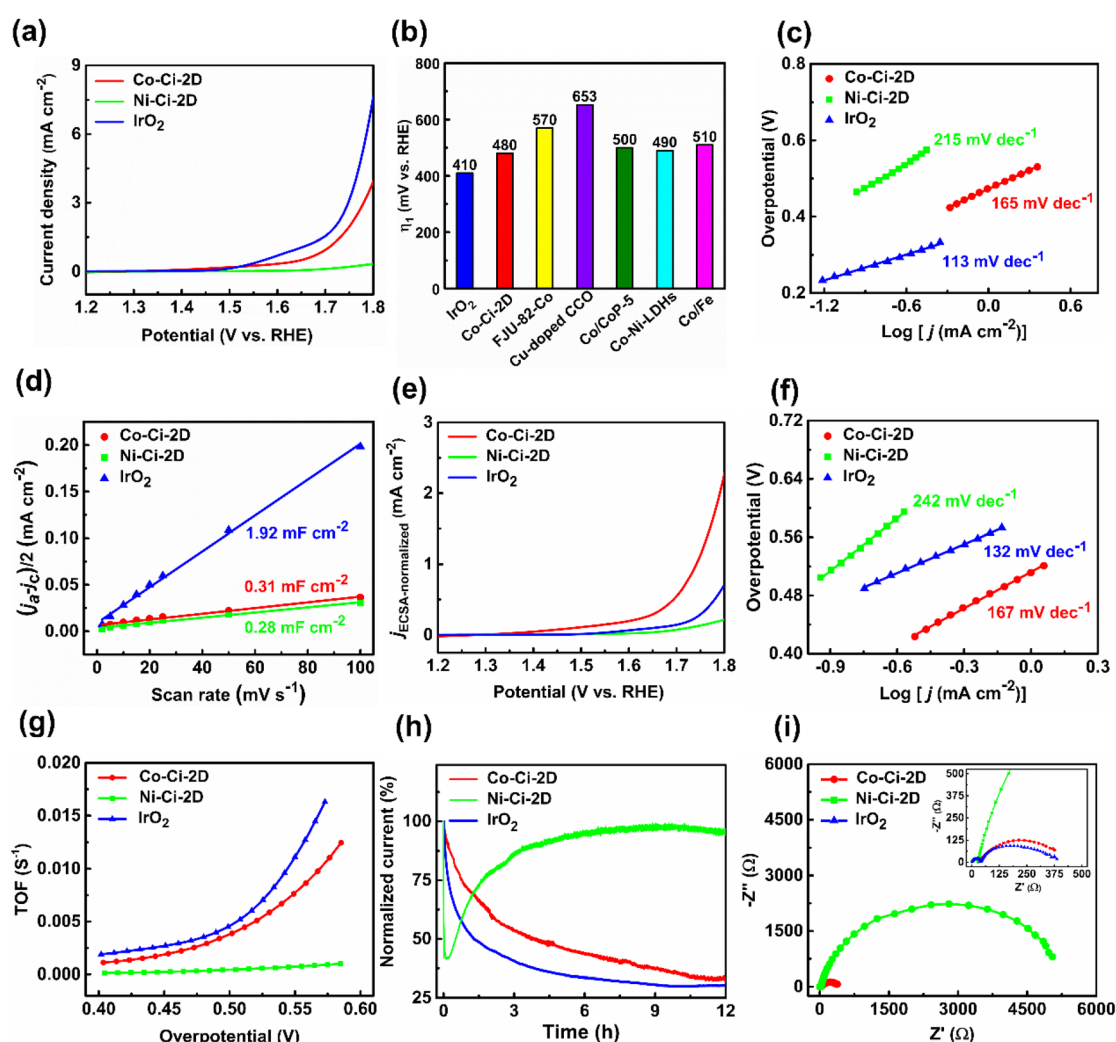 (a)
Co-Ci-2D
Ni-Ci-2D
IrO2
Current density (mA cm-2)
9
6
3
0
1.2 1.3 1.4 1.5 1.6 1.7 1.8
Potential (V vs. RHE)
(b)
η1 (mV vs. RHE)
800
600
400
200
0
410 480 570 653 500 490 510
IrO2
Co-Ci-2D
FJU-82-Co
Cu-doped CCO
Co/CoP-5
Co-Ni-LDHs
Co/Fe
(c)
Co-Ci-2D
Ni-Ci-2D
IrO2
Overpotential (V)
0.8
0.6
0.4
0.2
215 mV dec-1
165 mV dec-1
113 mV dec-1
-1.2 -0.6 0.0 0.6
Log [ j (mA cm-2)]
(d)
Co-Ci-2D
Ni-Ci-2D
IrO2
(ja-jc)/2 (mA cm-2)
0.20
0.15
0.10
0.05
0.00
1.92 mF cm-2
0.31 mF cm-2
0.28 mF cm-2
0 20 40 60 80 100
Scan rate (mV s-1)
(e)
Co-Ci-2D
Ni-Ci-2D
IrO2
jECSA-normalized (mA cm-2)
3
2
1
0
1.2 1.3 1.4 1.5 1.6 1.7 1.8
Potential (V vs. RHE)
(f)
Co-Ci-2D
Ni-Ci-2D
IrO2
Overpotential (V)
0.72
0.64
0.56
0.48
0.40
242 mV dec-1
132 mV dec-1
167 mV dec-1
-0.9 -0.6 -0.3 0.0 0.3
Log [ j (mA cm-2)]
(g)
Co-Ci-2D
Ni-Ci-2D
IrO2
TOF (S-1)
0.020
0.015
0.010
0.005
0.000
0.40 0.45 0.50 0.55 0.60
Overpotential (V)
(h)
Co-Ci-2D
Ni-Ci-2D
IrO2
Normalized current (%)
100
75
50
25
0 2 4 6 8 10 12
Time (h)
(i)
Co-Ci-2D
Ni-Ci-2D
IrO2
-Z'' (Ω)
6000
4500
3000
1500
0
0 1500 3000 4500 6000
Z' (Ω)
-Z'' (Ω)
500
375
250
125
0
0 125 250 375 500
Z' (Ω)